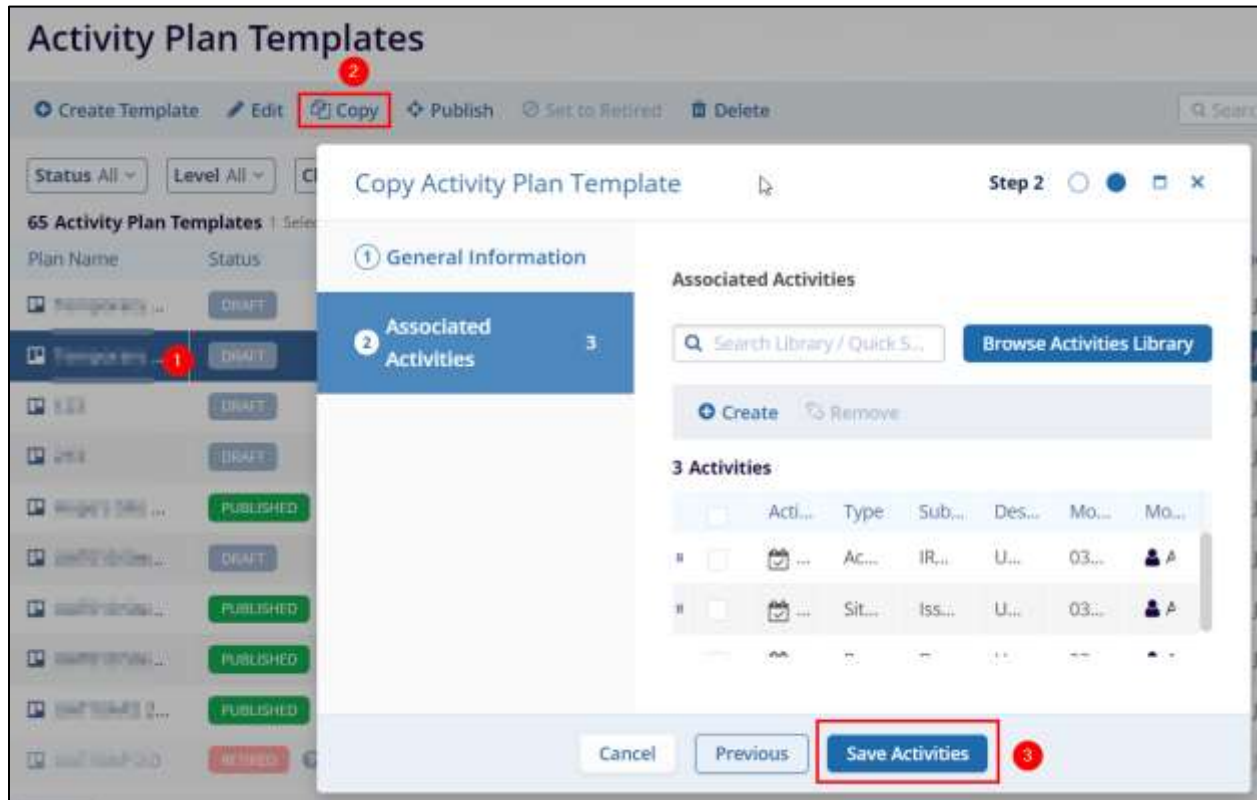 Activity Plan Templates
2
Create Template Edit Copy Publish Set to Retired Delete
Status All Level All
65 Activity Plan Templates 1
Plan Name Status
DRAFT
1 DRAFT
DRAFT
DRAFT
PUBLISHED
DRAFT
PUBLISHED
PUBLISHED
PUBLISHED
RETIRED
Copy Activity Plan Template Step 2
1 General Information
2 Associated Activities 3
Associated Activities
Search Library / Quick S... Browse Activities Library
Create Remove
3 Activities
Acti... Type Sub... Des... Mo... Mo...
... Ac... IR... U... 03... A
... Sit... Iss... U... 03... A
Cancel Previous Save Activities 3